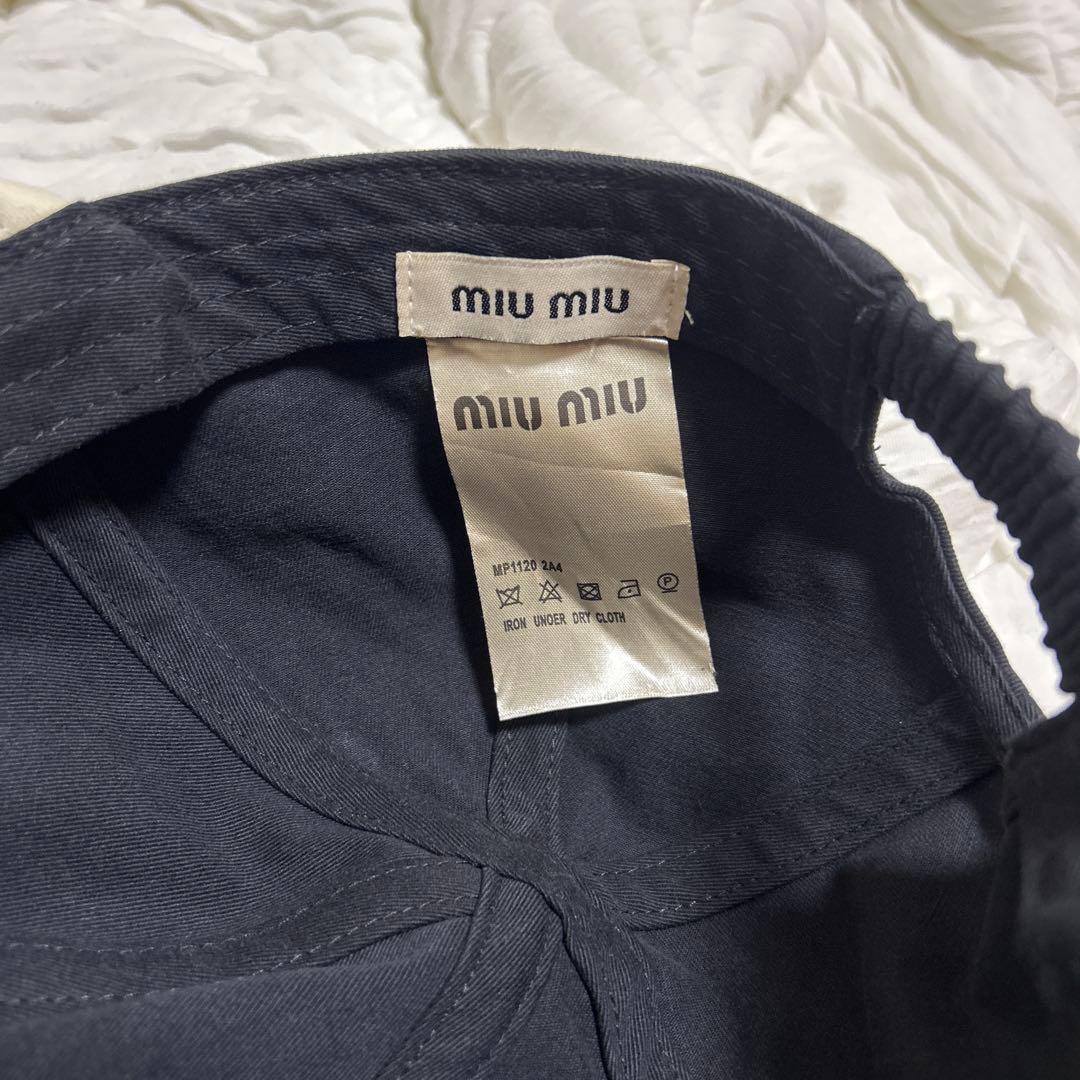 miu miu
miu miu
MP1120 2A4
P
IRON UNOER DRY CLOTH